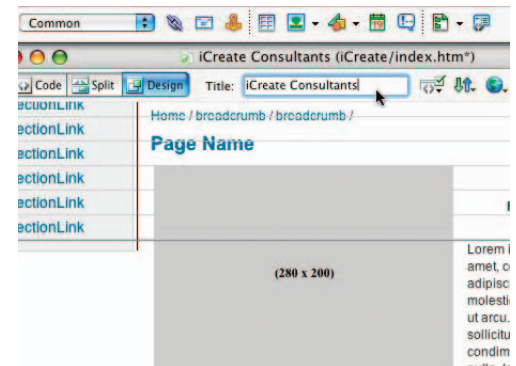 Common
iCreate Consultants (iCreate/index.htm*)
Code Split Design Title: iCreate Consultants
ectionLink
Home / breadcrumb / breadcrumb /
ectionLink
Page Name
ectionLink
ectionLink
ectionLink
ectionLink
(280 x 200)
Lorem i
amet, c
adipisc
molesti
ut arcu.
sollicitu
condim